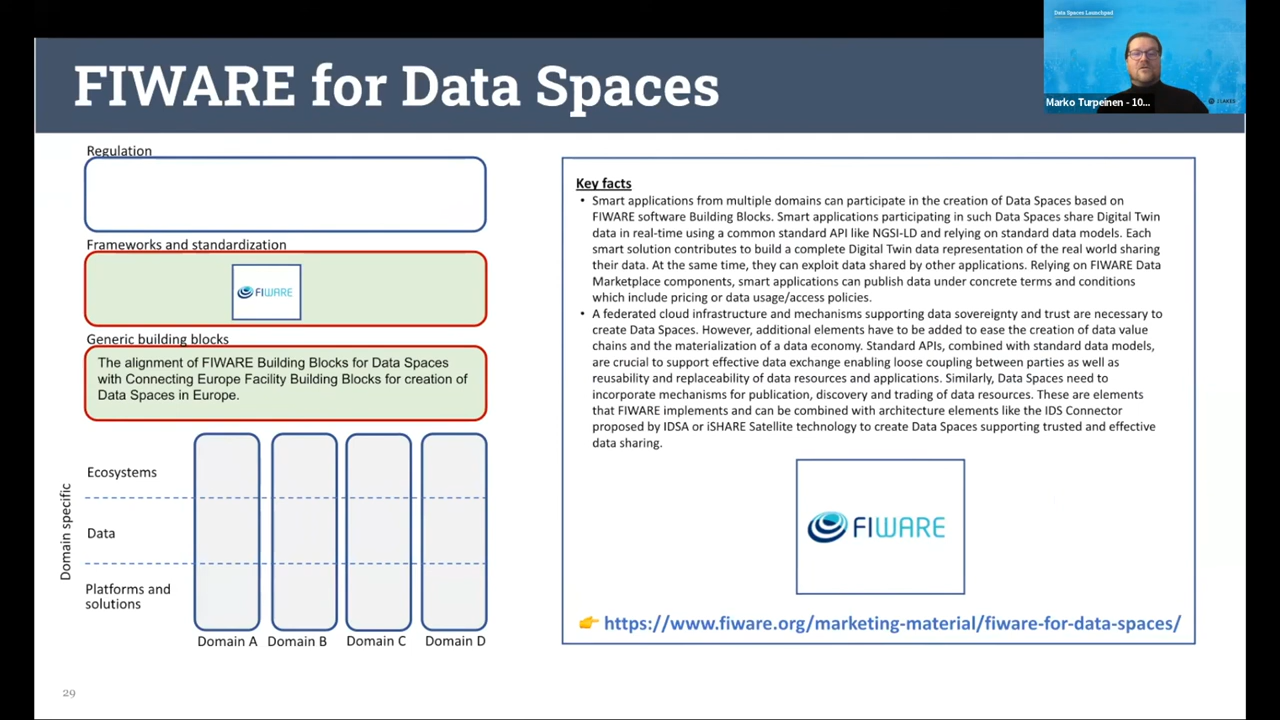 Data Spaces Launchpad
Marko Turpeinen - 10...
FIWARE for Data Spaces
Regulation
Frameworks and standardization
FIWARE
Generic building blocks
The alignment of FIWARE Building Blocks for Data Spaces
with Connecting Europe Facility Building Blocks for creation of
Data Spaces in Europe.
Domain specific
Ecosystems
Data
Platforms and
solutions
Domain A Domain B Domain C Domain D
Key facts
• Smart applications from multiple domains can participate in the creation of Data Spaces based on
FIWARE software Building Blocks. Smart applications participating in such Data Spaces share Digital Twin
data in real-time using a common standard API like NGSI-LD and relying on standard data models. Each
smart solution contributes to build a complete Digital Twin data representation of the real world sharing
their data. At the same time, they can exploit data shared by other applications. Relying on FIWARE Data
Marketplace components, smart applications can publish data under concrete terms and conditions
which include pricing or data usage/access policies.
• A federated cloud infrastructure and mechanisms supporting data sovereignty and trust are necessary to
create Data Spaces. However, additional elements have to be added to ease the creation of data value
chains and the materialization of a data economy. Standard APIs, combined with standard data models,
are crucial to support effective data exchange enabling loose coupling between parties as well as
reusability and replaceability of data resources and applications. Similarly, Data Spaces need to
incorporate mechanisms for publication, discovery and trading of data resources. These are elements
that FIWARE implements and can be combined with architecture elements like the IDS Connector
proposed by IDSA or iSHARE Satellite technology to create Data Spaces supporting trusted and effective
data sharing.
FIWARE
👉 https://www.fiware.org/marketing-material/fiware-for-data-spaces/
29